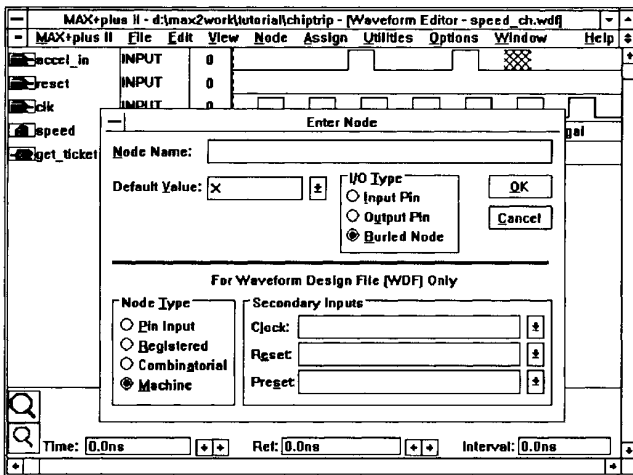 MAX+plus II - d:\max2work\tutorial\chiptrip - [Waveform Editor - speed_ch.wdf]
MAX+plus II File Edit View Node Assign Utilities Options Window Help
accel_in INPUT 0
reset INPUT 0
clk INPUT 0
speed gal
get_ticket
Enter Node
Node Name:
Default Value: X
I/O Type
Input Pin
Output Pin
Buried Node
OK
Cancel
For Waveform Design File (WDF) Only
Node Type
Pin Input
Registered
Combinatorial
Machine
Secondary Inputs
Clock:
Reset:
Preset:
Time: 0.0ns Ref: 0.0ns Interval: 0.0ns